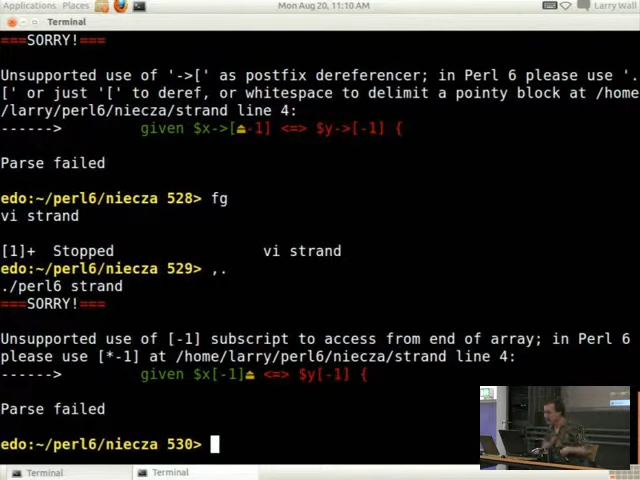 Applications Places Mon Aug 20, 11:10 AM Larry Wall
Terminal
===SORRY!===
Unsupported use of '->[' as postfix dereferencer; in Perl 6 please use '.
[' or just '[' to deref, or whitespace to delimit a pointy block at /home
/larry/perl6/niecza/strand line 4:
------> given $x->[⏏-1] <=> $y->[-1] {
Parse failed
edo:~/perl6/niecza 528> fg
vi strand
[1]+ Stopped vi strand
edo:~/perl6/niecza 529> ,.
./perl6 strand
===SORRY!===
Unsupported use of [-1] subscript to access from end of array; in Perl 6
please use [*-1] at /home/larry/perl6/niecza/strand line 4:
------> given $x[-1]⏏ <=> $y[-1] {
Parse failed
edo:~/perl6/niecza 530>
Terminal Terminal